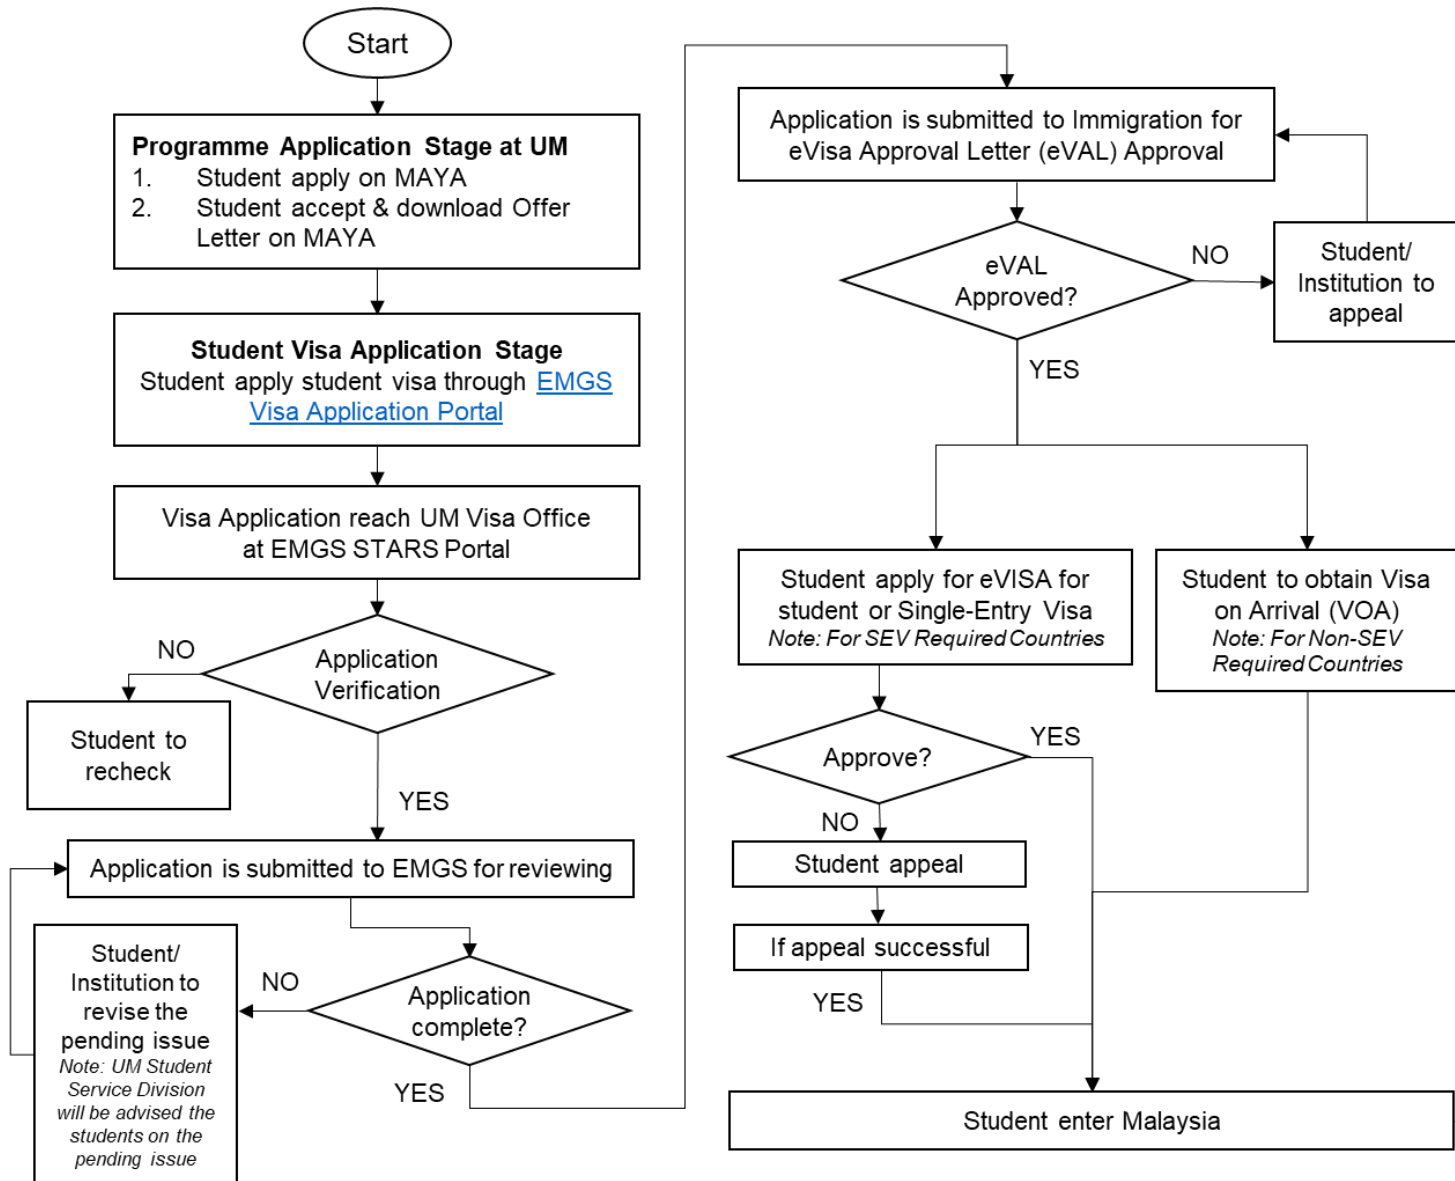 Start
Programme Application Stage at UM
1. Student apply on MAYA
2. Student accept & download Offer
Letter on MAYA
Student Visa Application Stage
Student apply student visa through EMGS
Visa Application Portal
Visa Application reach UM Visa Office
at EMGS STARS Portal
Application
Verification
NO
Student to
recheck
YES
Application is submitted to EMGS for reviewing
Application
complete?
NO
Student/
Institution to
revise the
pending issue
Note: UM Student
Service Division
will be advised the
students on the
pending issue
YES
Application is submitted to Immigration for
eVisa Approval Letter (eVAL) Approval
eVAL
Approved?
NO
Student/
Institution to
appeal
YES
Student apply for eVISA for
student or Single-Entry Visa
Note: For SEV Required Countries
Student to obtain Visa
on Arrival (VOA)
Note: For Non-SEV
Required Countries
Approve?
YES
NO
Student appeal
If appeal successful
YES
Student enter Malaysia